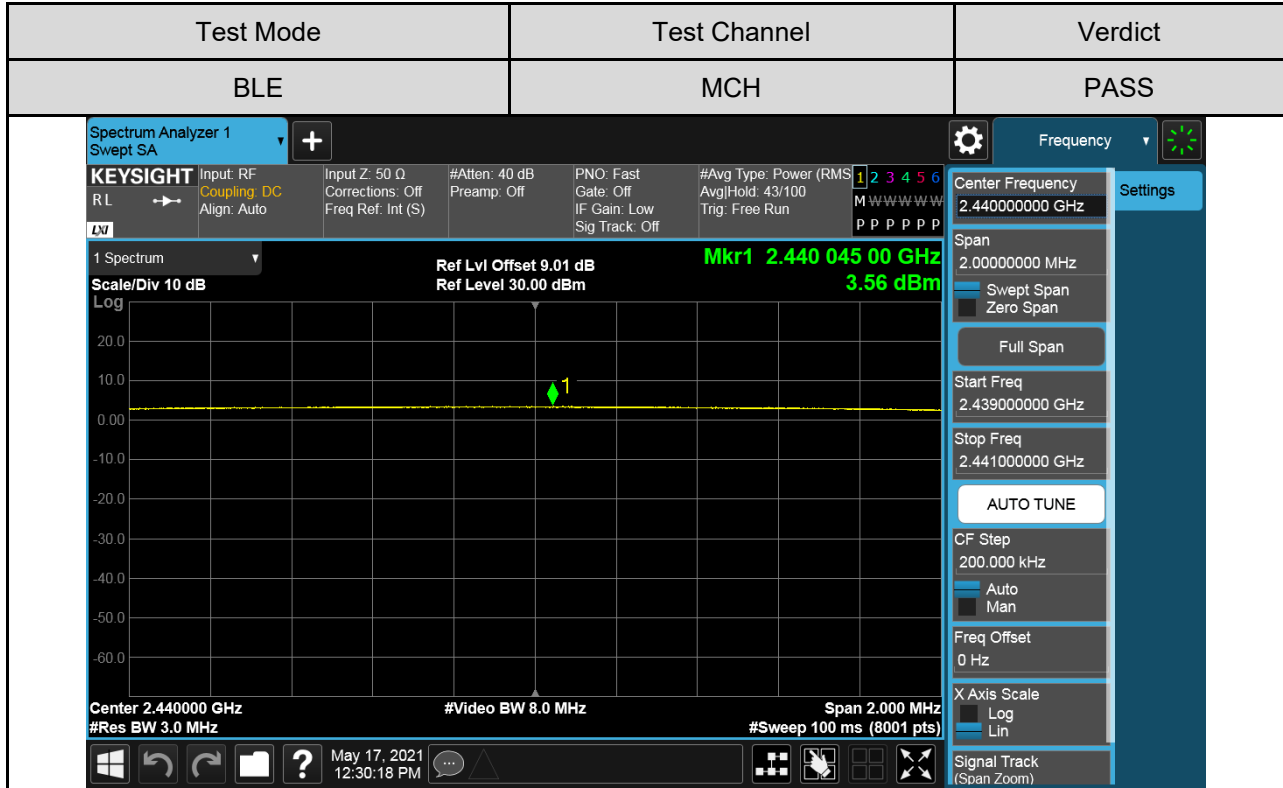 Test Mode Test Channel Verdict
BLE MCH PASS
Spectrum Analyzer 1
Swept SA
+
Frequency
KEYSIGHT
R L
LXI
Input: RF
Coupling: DC
Align: Auto
Input Z: 50 Ω
Corrections: Off
Freq Ref: Int (S)
#Atten: 40 dB
Preamp: Off
PNO: Fast
Gate: Off
IF Gain: Low
Sig Track: Off
#Avg Type: Power (RMS
Avg|Hold: 43/100
Trig: Free Run
1 2 3 4 5 6
M W W W W W
P P P P P P
1 Spectrum
Scale/Div 10 dB
Ref Lvl Offset 9.01 dB
Ref Level 30.00 dBm
Mkr1 2.440 045 00 GHz
3.56 dBm
Log
20.0
10.0
0.00
-10.0
-20.0
-30.0
-40.0
-50.0
-60.0
1
Center 2.440000 GHz
#Res BW 3.0 MHz
#Video BW 8.0 MHz
Span 2.000 MHz
#Sweep 100 ms (8001 pts)
Center Frequency
2.440000000 GHz
Settings
Span
2.00000000 MHz
Swept Span
Zero Span
Full Span
Start Freq
2.439000000 GHz
Stop Freq
2.441000000 GHz
AUTO TUNE
CF Step
200.000 kHz
Auto
Man
Freq Offset
0 Hz
X Axis Scale
Log
Lin
Signal Track
(Span Zoom)
?
May 17, 2021
12:30:18 PM